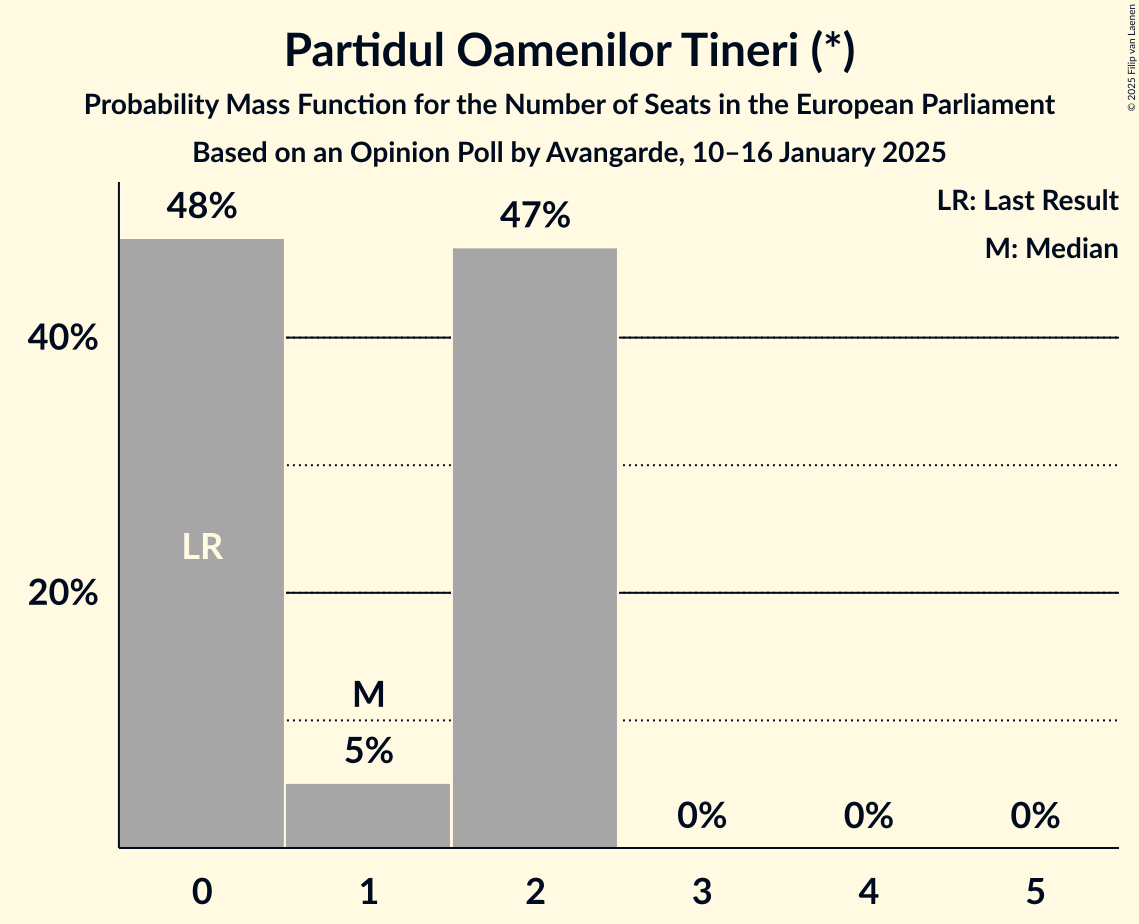 Partidul Oamenilor Tineri (*)
Probability Mass Function for the Number of Seats in the European Parliament
Based on an Opinion Poll by Avangarde, 10–16 January 2025
© 2025 Filip van Laenen
LR: Last Result
M: Median
48%
47%
40%
LR
20%
M
5%
0%
0%
0%
0
1
2
3
4
5